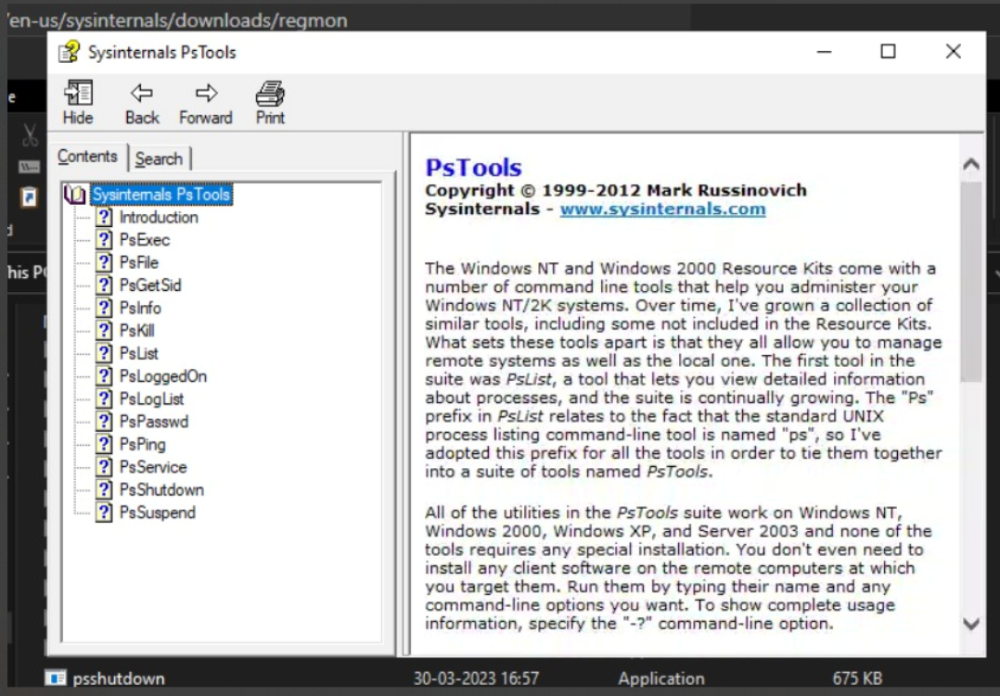 /en-us/sysinternals/downloads/regmon
Sysinternals PsTools
Hide Back Forward Print
Contents Search
Sysinternals PsTools
Introduction
PsExec
PsFile
PsGetSid
PsInfo
PsKill
PsList
PsLoggedOn
PsLogList
PsPasswd
PsPing
PsService
PsShutdown
PsSuspend
PsTools
Copyright © 1999-2012 Mark Russinovich
Sysinternals - www.sysinternals.com
The Windows NT and Windows 2000 Resource Kits come with a
number of command line tools that help you administer your
Windows NT/2K systems. Over time, I've grown a collection of
similar tools, including some not included in the Resource Kits.
What sets these tools apart is that they all allow you to manage
remote systems as well as the local one. The first tool in the
suite was PsList, a tool that lets you view detailed information
about processes, and the suite is continually growing. The "Ps"
prefix in PsList relates to the fact that the standard UNIX
process listing command-line tool is named "ps", so I've
adopted this prefix for all the tools in order to tie them together
into a suite of tools named PsTools.
All of the utilities in the PsTools suite work on Windows NT,
Windows 2000, Windows XP, and Server 2003 and none of the
tools requires any special installation. You don't even need to
install any client software on the remote computers at which
you target them. Run them by typing their name and any
command-line options you want. To show complete usage
information, specify the "-?" command-line option.
his P
psshutdown 30-03-2023 16:57 Application 675 KB